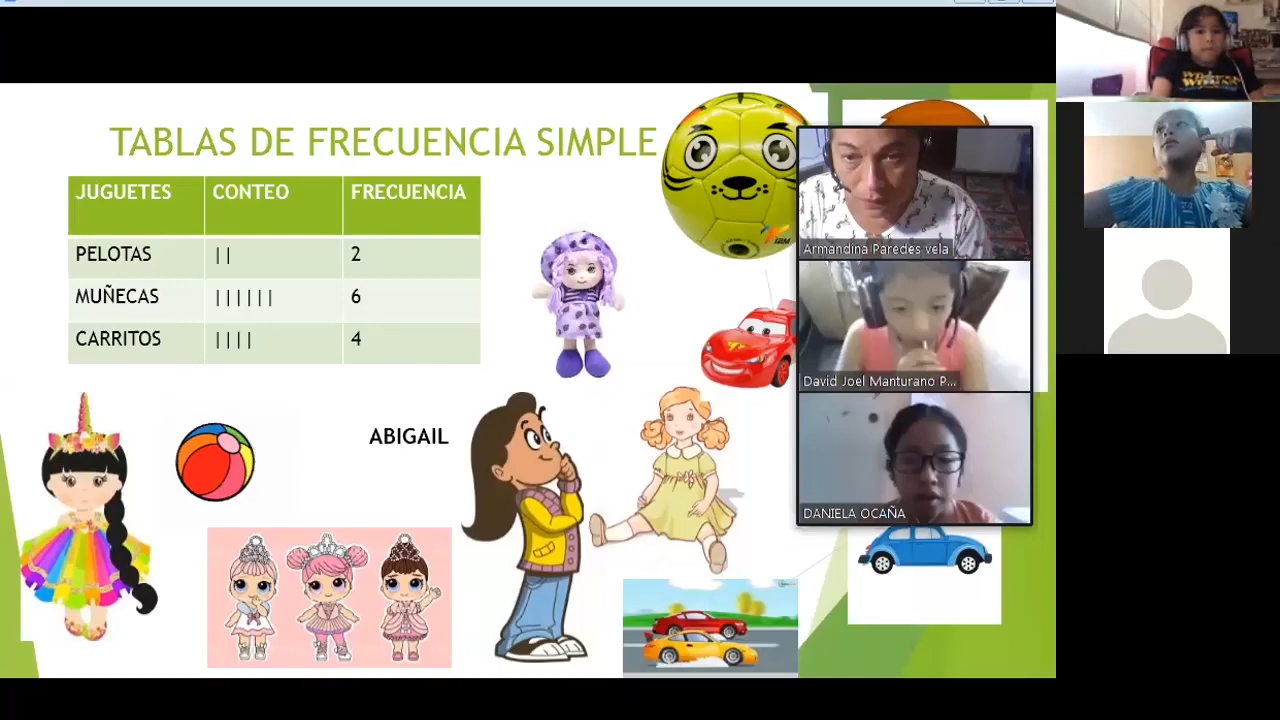 TABLAS DE FRECUENCIA SIMPLE
JUGUETES CONTEO FRECUENCIA
PELOTAS || 2
MUÑECAS |||||| 6
CARRITOS |||| 4
ABIGAIL
Armandina Paredes vela
David Joel Manturano P...
DANIELA OCAÑA